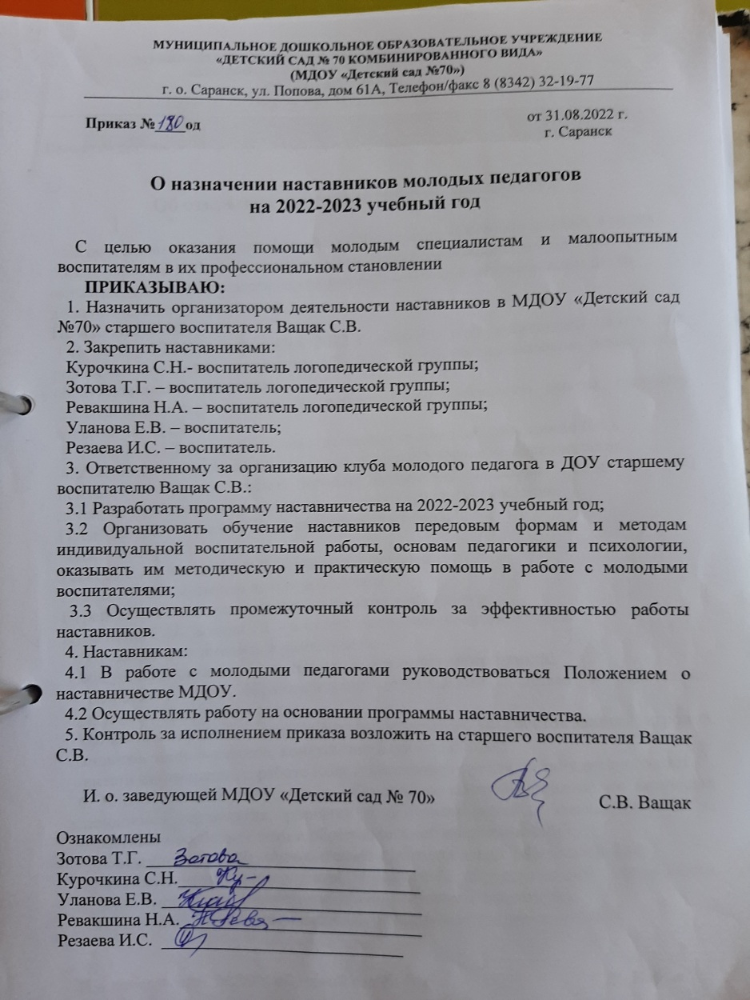 МУНИЦИПАЛЬНОЕ ДОШКОЛЬНОЕ ОБРАЗОВАТЕЛЬНОЕ УЧРЕЖДЕНИЕ
«ДЕТСКИЙ САД № 70 КОМБИНИРОВАННОГО ВИДА»
(МДОУ «Детский сад №70»)
г. о. Саранск, ул. Попова, дом 61А, Телефон/факс 8 (8342) 32-19-77
Приказ № 180 од
от 31.08.2022 г.
г. Саранск
О назначении наставников молодых педагогов
на 2022-2023 учебный год
С целью оказания помощи молодым специалистам и малоопытным
воспитателям в их профессиональном становлении
ПРИКАЗЫВАЮ:
1. Назначить организатором деятельности наставников в МДОУ «Детский сад
№70» старшего воспитателя Ващак С.В.
2. Закрепить наставниками:
Курочкина С.Н.- воспитатель логопедической группы;
Зотова Т.Г. – воспитатель логопедической группы;
Ревакшина Н.А. – воспитатель логопедической группы;
Уланова Е.В. – воспитатель;
Резаева И.С. – воспитатель.
3. Ответственному за организацию клуба молодого педагога в ДОУ старшему
воспитателю Ващак С.В.:
3.1 Разработать программу наставничества на 2022-2023 учебный год;
3.2 Организовать обучение наставников передовым формам и методам
индивидуальной воспитательной работы, основам педагогики и психологии,
оказывать им методическую и практическую помощь в работе с молодыми
воспитателями;
3.3 Осуществлять промежуточный контроль за эффективностью работы
наставников.
4. Наставникам:
4.1 В работе с молодыми педагогами руководствоваться Положением о
наставничестве МДОУ.
4.2 Осуществлять работу на основании программы наставничества.
5. Контроль за исполнением приказа возложить на старшего воспитателя Ващак
С.В.
И. о. заведующей МДОУ «Детский сад № 70»
С.В. Ващак
Ознакомлены
Зотова Т.Г. Зотова
Курочкина С.Н.
Уланова Е.В.
Ревакшина Н.А.
Резаева И.С.